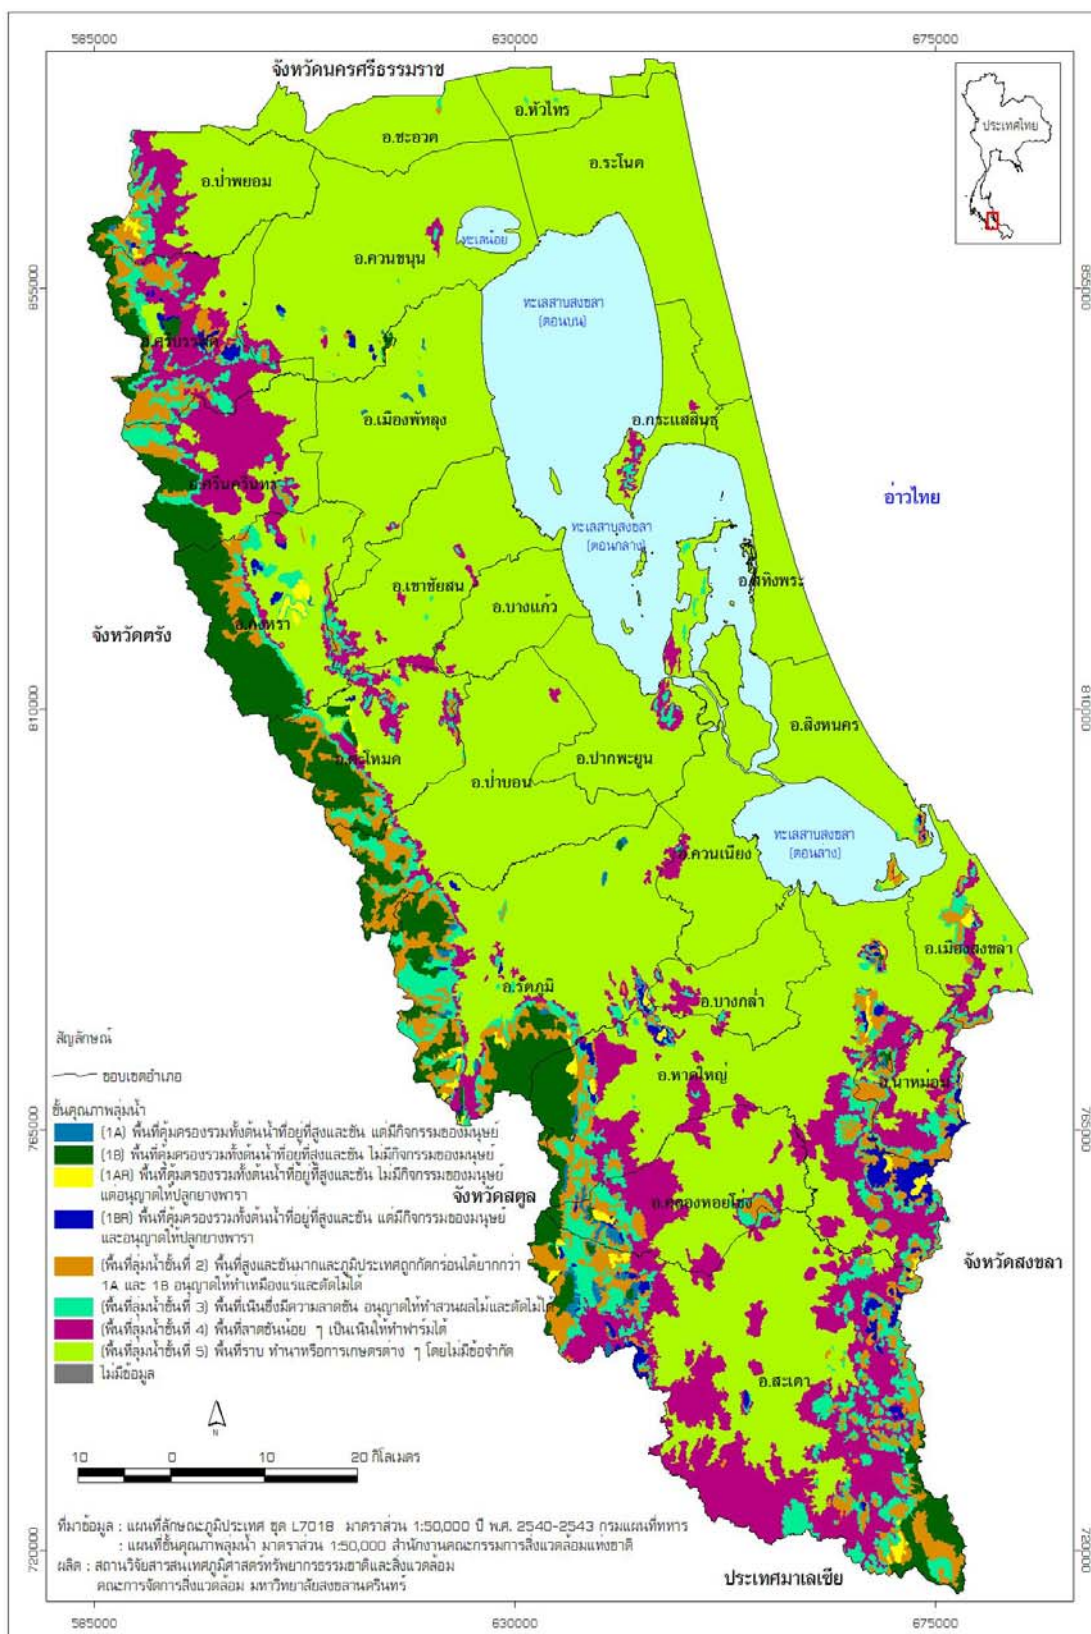 585000
630000
675000
จังหวัดนครศรีธรรมราช
อ.หัวไทร
อ.ชะอวด
ประเทศไทย
อ.ระโนด
อ.ป่าพยอม
ทะเลน้อย
อ.ควนขนุน
855000
855000
ทะเลสาบสงขลา
(ตอนบน)
อ.ศรีบรรพต
อ.เมืองพัทลุง
อ.กระแสสินธุ์
อ.ศรีนครินทร์
อ่าวไทย
ทะเลสาบสงขลา
(ตอนกลาง)
อ.เขาชัยสน
อ.สทิงพระ
อ.บางแก้ว
อ.กงหรา
จังหวัดตรัง
810000
810000
อ.สิงหนคร
อ.ตะโหมด
อ.ปากพะยูน
อ.ป่าบอน
ทะเลสาบสงขลา
(ตอนล่าง)
อ.ควนเนียง
อ.เมืองสงขลา
อ.รัตภูมิ
อ.บางกล่ำ
สัญลักษณ์
ขอบเขตอำเภอ
อ.หาดใหญ่
อ.นาหม่อม
ชั้นคุณภาพลุ่มน้ำ
765000
765000
(1A) พื้นที่คุ้มครองรวมทั้งต้นน้ำที่อยู่ที่สูงและชัน แต่มีกิจกรรมของมนุษย์
(1B) พื้นที่คุ้มครองรวมทั้งต้นน้ำที่อยู่ที่สูงและชัน ไม่มีกิจกรรมของมนุษย์
(1AR) พื้นที่คุ้มครองรวมทั้งต้นน้ำที่อยู่ที่สูงและชัน ไม่มีกิจกรรมของมนุษย์
แต่อนุญาตให้ปลูกยางพารา
จังหวัดสตูล
อ.คลองหอยโข่ง
(1BR) พื้นที่คุ้มครองรวมทั้งต้นน้ำที่อยู่ที่สูงและชัน แต่มีกิจกรรมของมนุษย์
และอนุญาตให้ปลูกยางพารา
จังหวัดสงขลา
(พื้นที่ลุ่มน้ำชั้นที่ 2) พื้นที่สูงและชันมากและภูมิประเทศถูกกัดกร่อนได้ยากกว่า
1A และ 1B อนุญาตให้ทำเหมืองแร่และตัดไม้ได้
(พื้นที่ลุ่มน้ำชั้นที่ 3) พื้นที่เนินซึ่งมีความลาดชัน อนุญาตให้ทำสวนผลไม้และตัดไม้ได้
(พื้นที่ลุ่มน้ำชั้นที่ 4) พื้นที่ลาดชันน้อย ๆ เป็นเนินให้ทำฟาร์มได้
(พื้นที่ลุ่มน้ำชั้นที่ 5) พื้นที่ราบ ทำนาหรือการเกษตรต่าง ๆ โดยไม่มีข้อจำกัด
ไม่มีข้อมูล
อ.สะเดา
N
10 0 10 20 กิโลเมตร
ที่มาข้อมูล : แผนที่ลักษณะภูมิประเทศ ชุด L7018 มาตราส่วน 1:50,000 ปี พ.ศ. 2540-2543 กรมแผนที่ทหาร
: แผนที่ชั้นคุณภาพลุ่มน้ำ มาตราส่วน 1:50,000 สำนักงานคณะกรรมการสิ่งแวดล้อมแห่งชาติ
ผลิต : สถานวิจัยสารสนเทศภูมิศาสตร์ทรัพยากรธรรมชาติและสิ่งแวดล้อม
คณะการจัดการสิ่งแวดล้อม มหาวิทยาลัยสงขลานครินทร์
720000
720000
ประเทศมาเลเซีย
585000
630000
675000